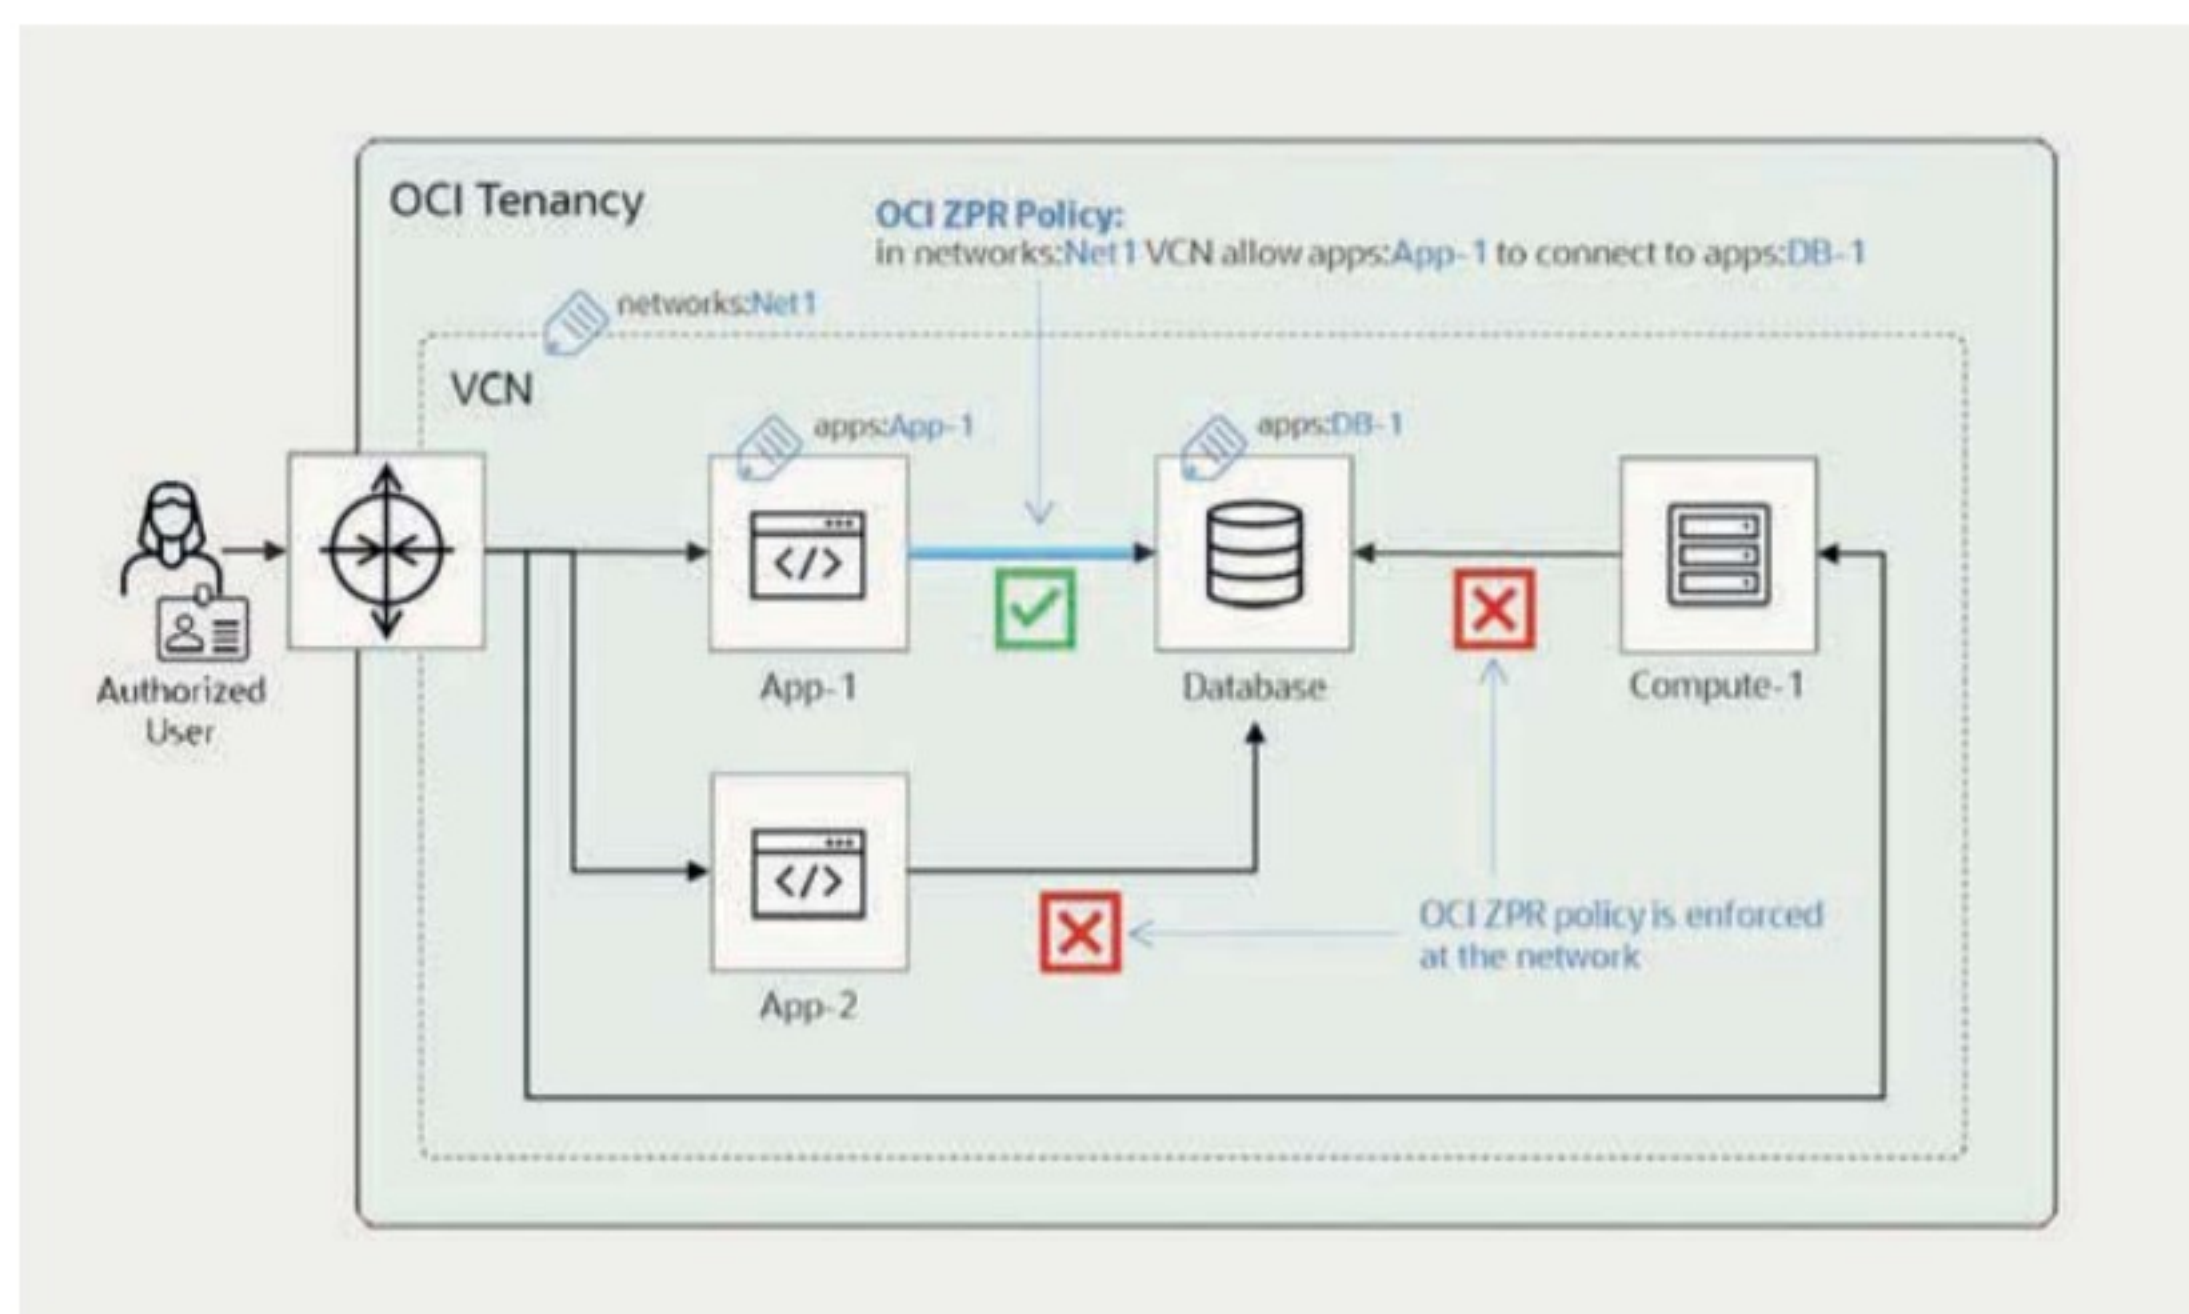 OCI Tenancy
OCI ZPR Policy:
in networks:Net1 VCN allow apps:App-1 to connect to apps:DB-1
networks:Net1
VCN
apps:App-1
apps:DB-1
</>
App-1
Database
Compute-1
Authorized
User
</>
App-2
OCI ZPR policy is enforced
at the network